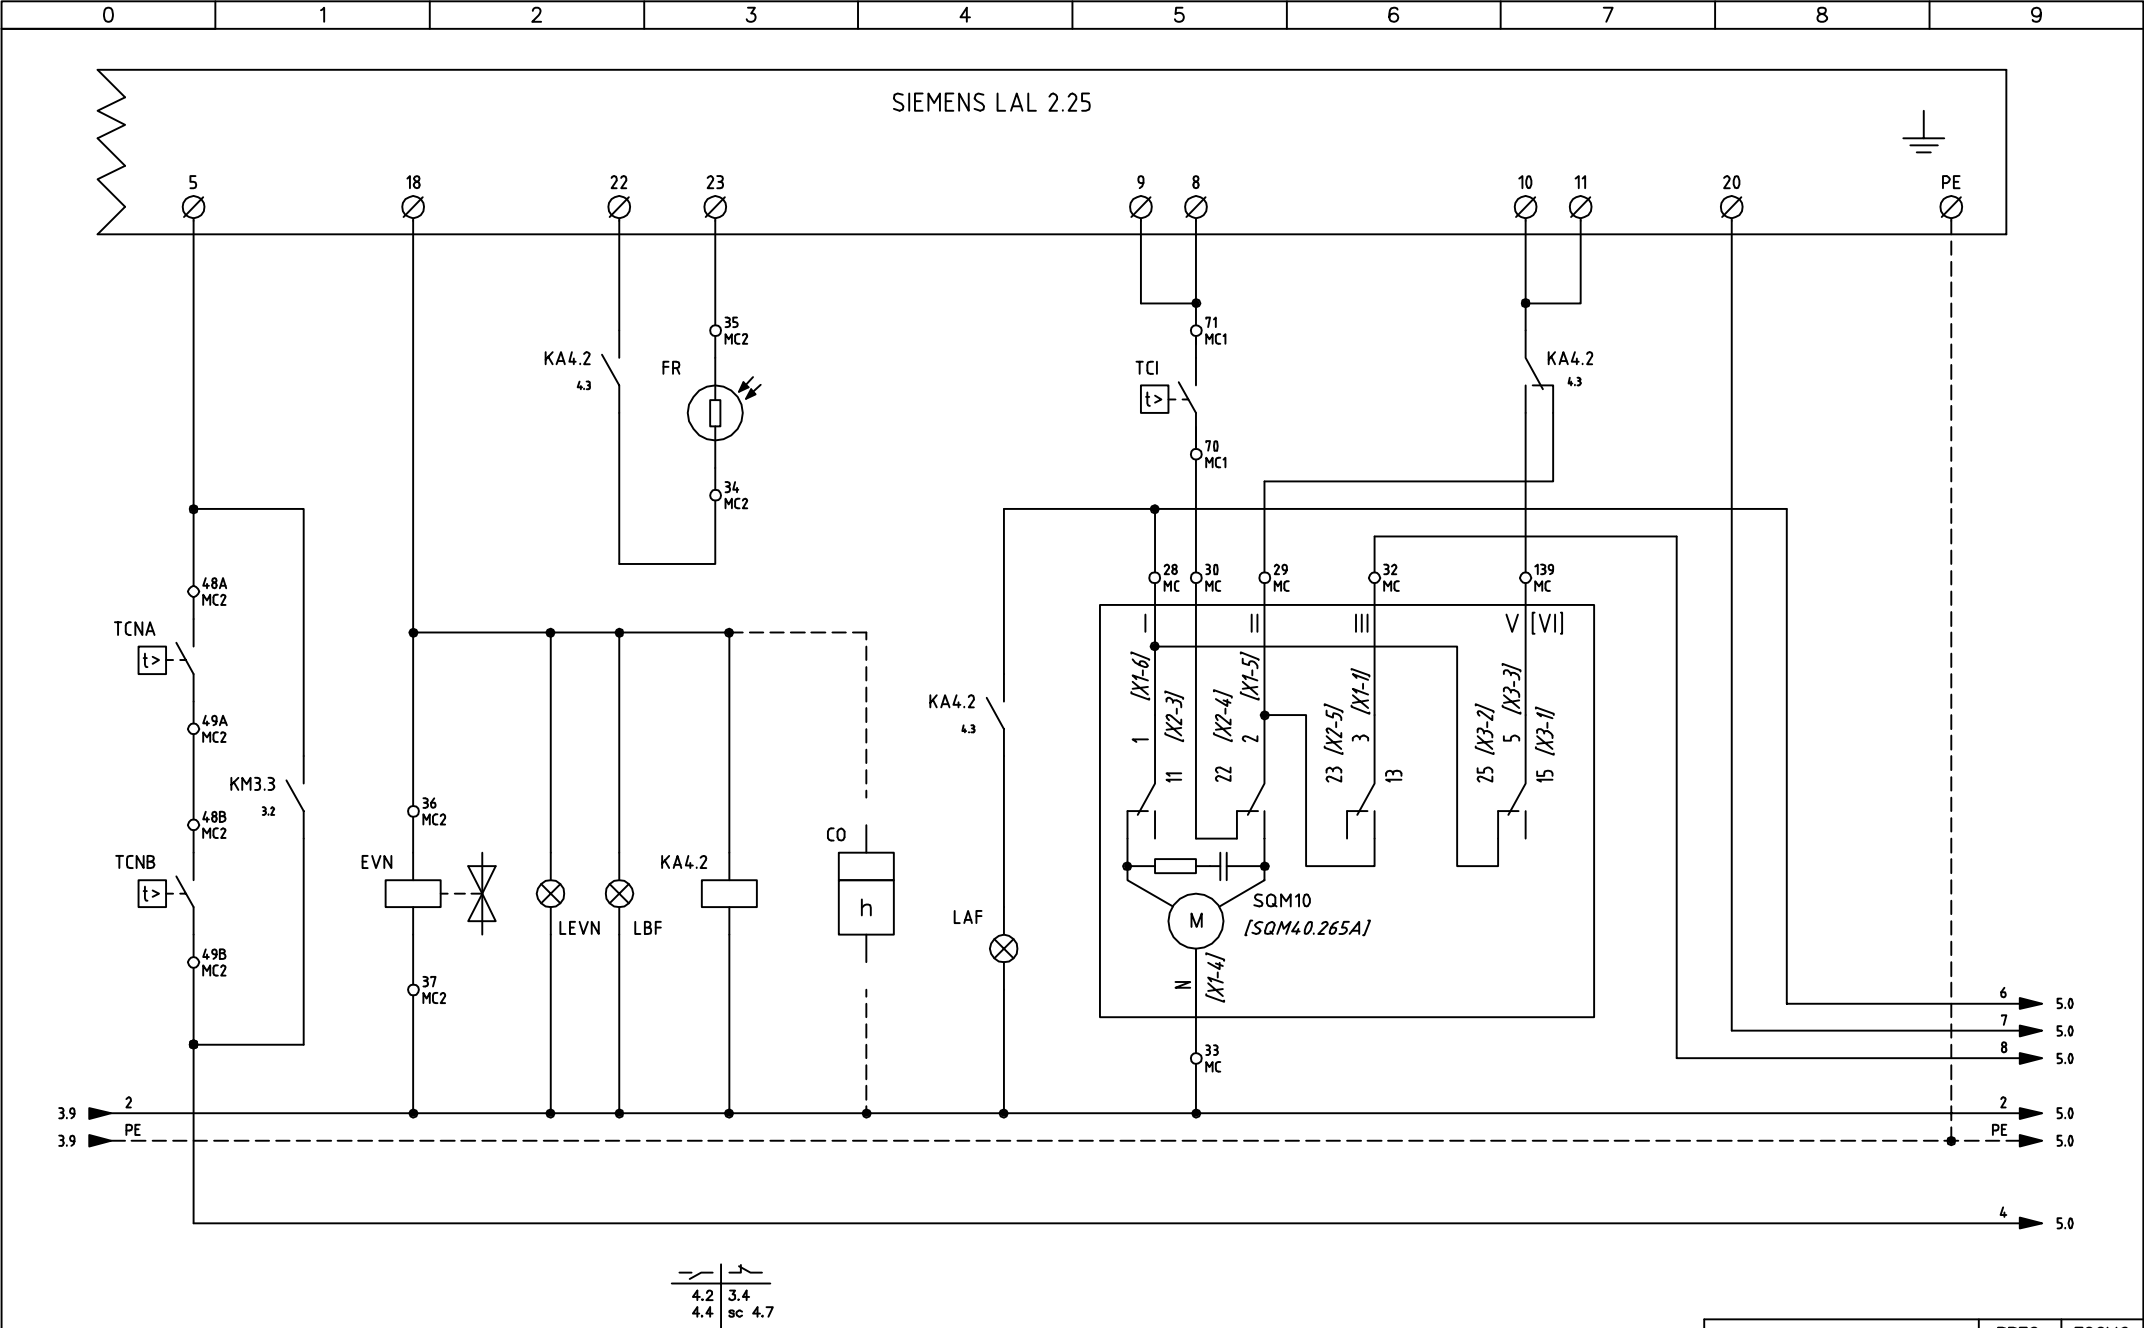 0 1 2 3 4 5 6 7 8 9
SIEMENS LAL 2.25
5 18 22 23 9 8 10 11 20 PE
35
MC2
71
MC1
KA4.2
4.3
FR
TCI
t>
KA4.2
4.3
70
MC1
34
MC2
48A
MC2
28
MC
30
MC
29
MC
32
MC
139
MC
TCNA
t>
I II III V [VI]
[X1-6]
[X2-3]
[X2-4]
[X1-5]
[X2-5]
[X1-1]
[X3-2]
[X3-3]
[X3-1]
1 11 22 2 23 3 13 25 5 15
49A
MC2
KA4.2
4.3
KM3.3
3.2
48B
MC2
36
MC2
CO
TCNB
t>
EVN
KA4.2
h
LEVN
LBF
LAF
M
SQM10
[SQM40.265A]
49B
MC2
37
MC2
N
[X1-4]
6 5.0
7 5.0
33
MC
8 5.0
3.9 2 2 5.0
3.9 PE PE 5.0
4 5.0
4.2 3.4
4.4 sc 4.7